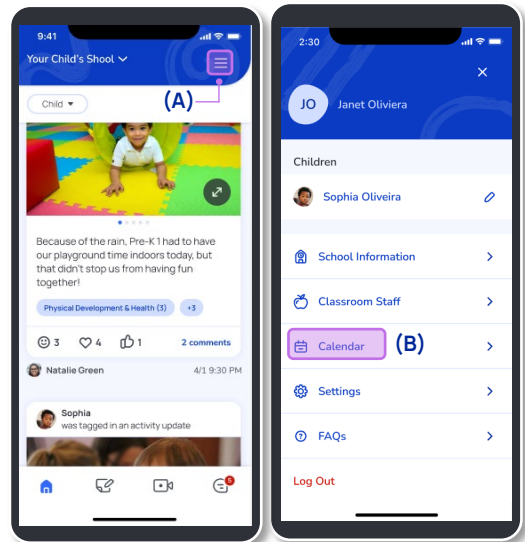 9:41
Your Child's Shool
(A)
Child
Because of the rain, Pre-K 1 had to have
our playground time indoors today, but
that didn't stop us from having fun
together!
Physical Development & Health (3)
+3
3
4
1
2 comments
Natalie Green
4/1 9:30 PM
Sophia
was tagged in an activity update
5
2:30
JO
Janet Oliviera
Children
Sophia Oliveira
School Information
Classroom Staff
Calendar
(B)
Settings
FAQs
Log Out